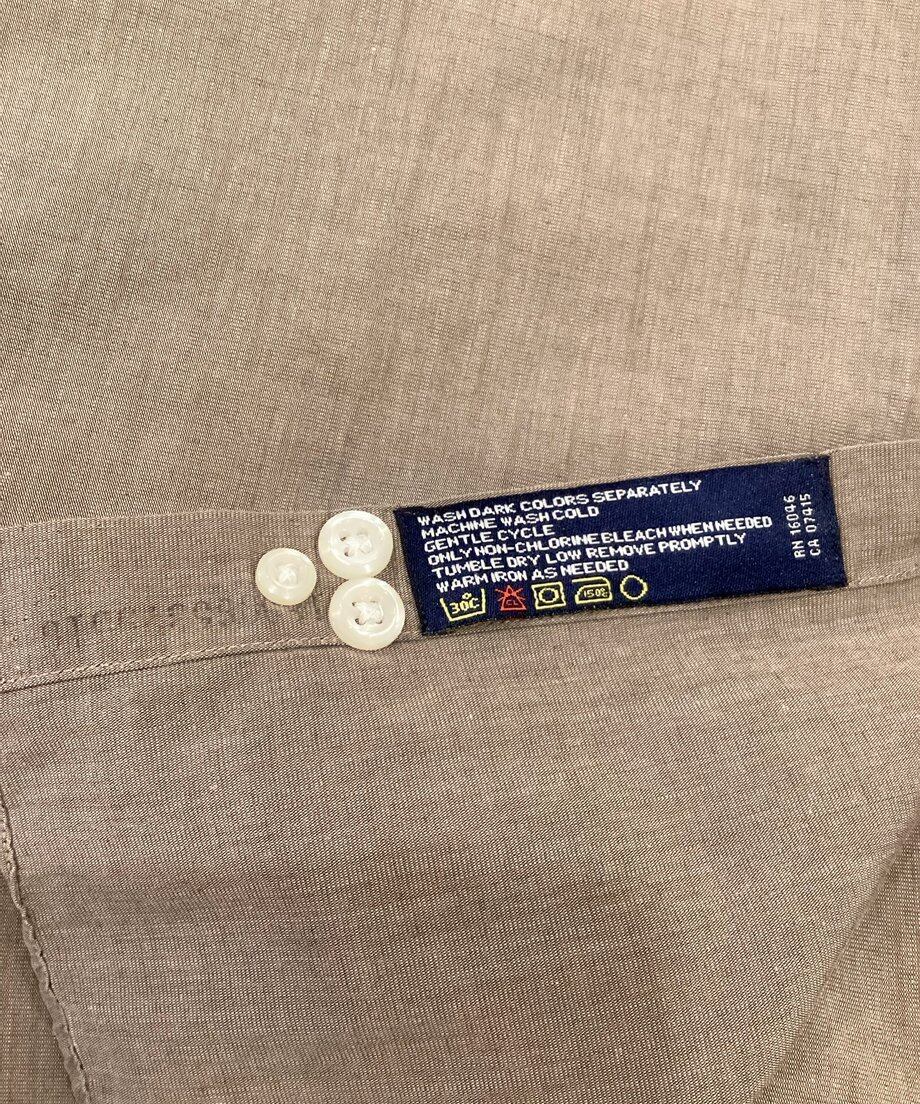 WASH DARK COLORS SEPARATELY
MACHINE WASH COLD
GENTLE CYCLE
ONLY NON-CHLORINE BLEACH WHEN NEEDED
TUMBLE DRY LOW REMOVE PROMPTLY
WARM IRON AS NEEDED
30C CL 150C
RN 16046
CA 07415